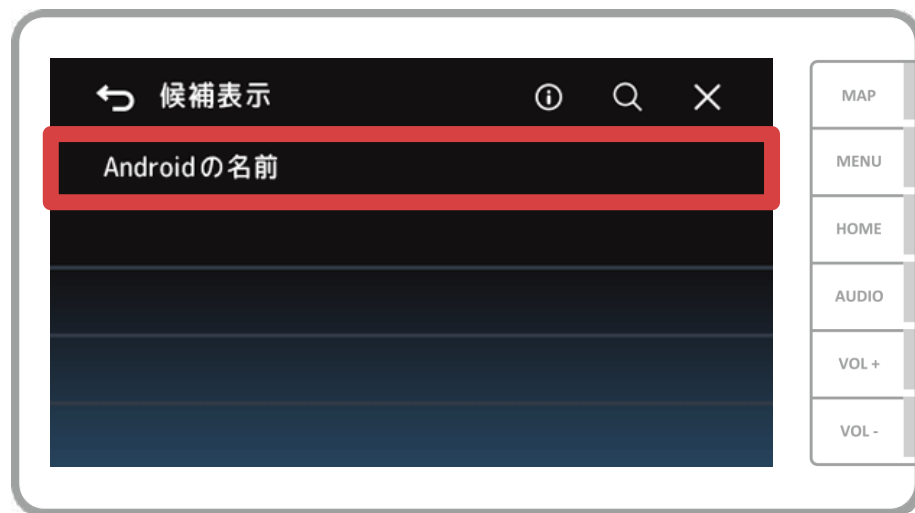 候補表示
Androidの名前
MAP
MENU
HOME
AUDIO
VOL +
VOL -